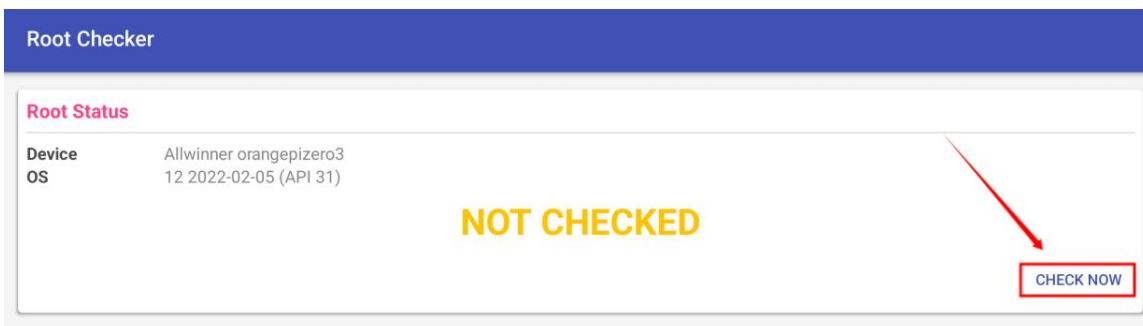 Root Checker
Root Status
Device Allwinner orangepizero3
OS 12 2022-02-05 (API 31)
NOT CHECKED
CHECK NOW